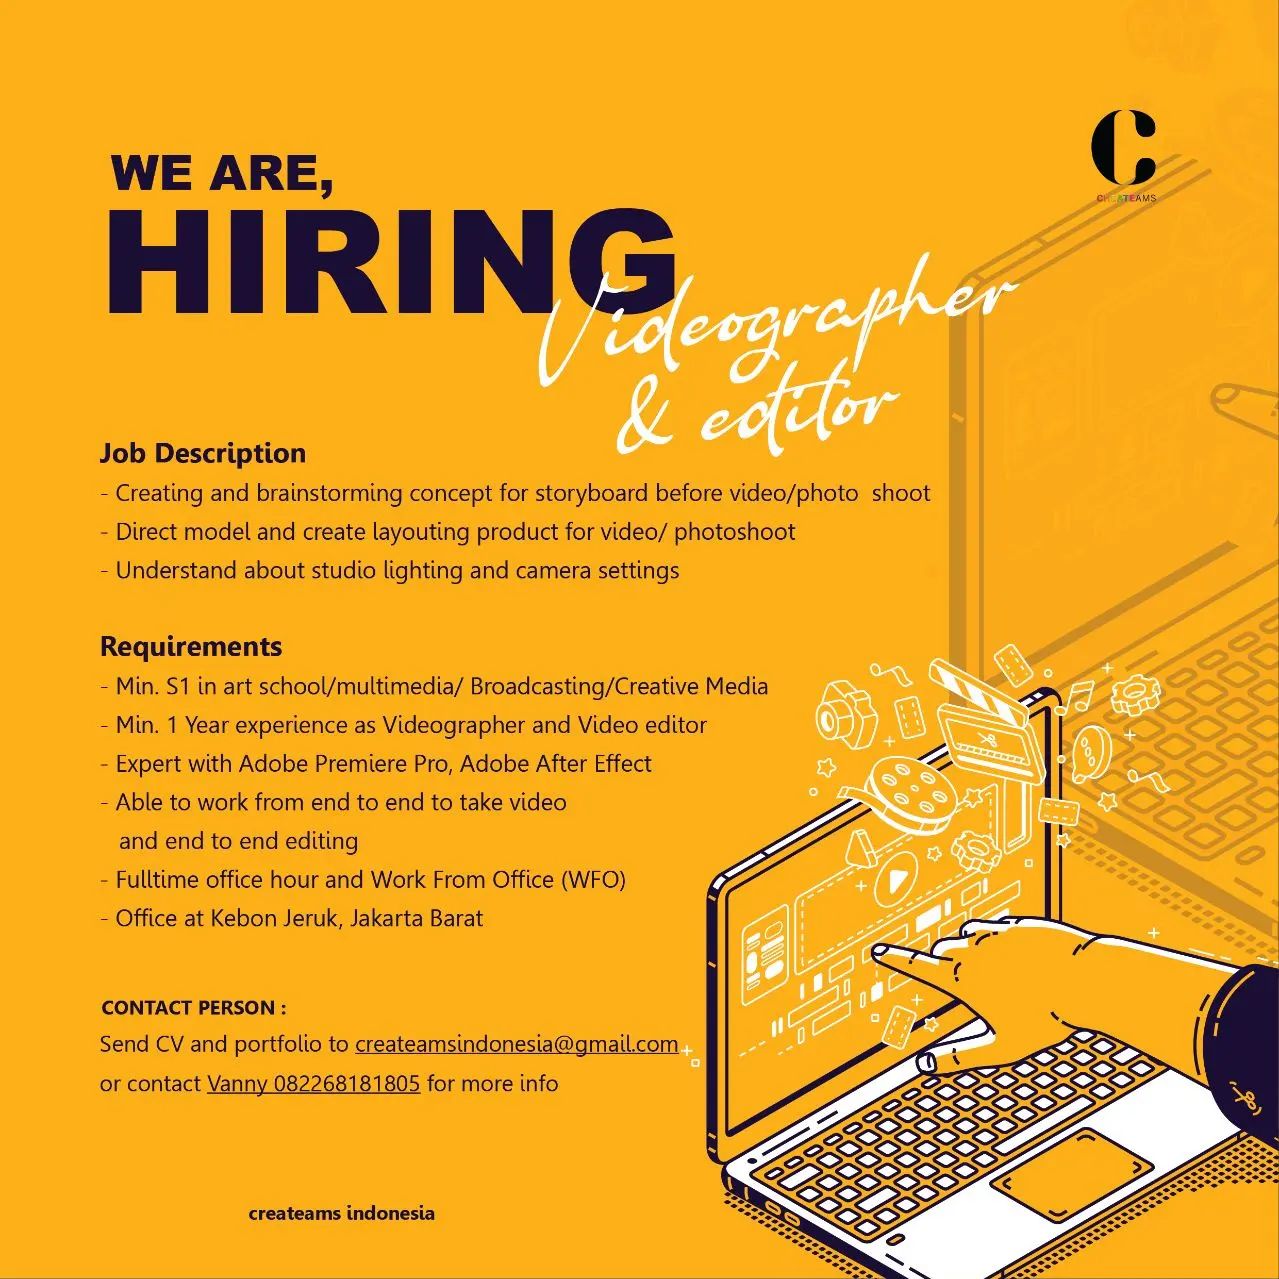 CREATEAMS
WE ARE,
HIRING
Videographer
& editor
Job Description
- Creating and brainstorming concept for storyboard before video/photo shoot
- Direct model and create layouting product for video/ photoshoot
- Understand about studio lighting and camera settings
Requirements
- Min. S1 in art school/multimedia/ Broadcasting/Creative Media
- Min. 1 Year experience as Videographer and Video editor
- Expert with Adobe Premiere Pro, Adobe After Effect
- Able to work from end to end to take video
and end to end editing
- Fulltime office hour and Work From Office (WFO)
- Office at Kebon Jeruk, Jakarta Barat
CONTACT PERSON :
Send CV and portfolio to createamsindonesia@gmail.com
or contact Vanny 082268181805 for more info
createams indonesia